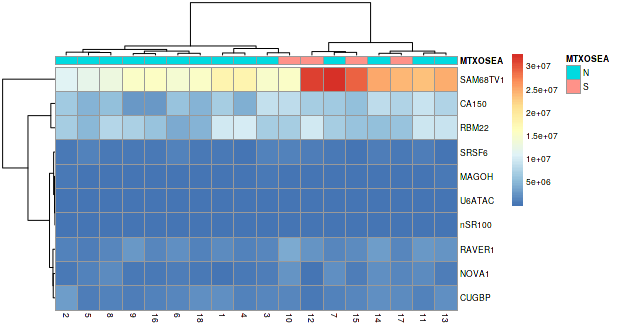 MTXOSEA
SAM68TV1
CA150
RBM22
SRSF6
MAGOH
U6ATAC
nSR100
RAVER1
NOVA1
CUGBP
2 5 8 9 16 6 18 1 4 3 10 12 7 15 14 17 11 13
3e+07
2.5e+07
2e+07
1.5e+07
1e+07
5e+06
MTXOSEA
N
S